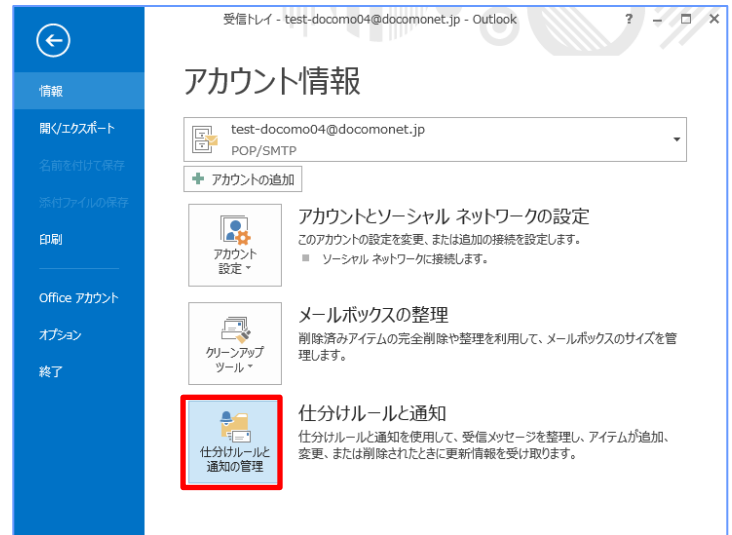 受信トレイ - test-docomo04@docomonet.jp - Outlook
?
情報
アカウント情報
開く/エクスポート
test-docomo04@docomonet.jp
POP/SMTP
名前を付けて保存
アカウントの追加
添付ファイルの保存
アカウントとソーシャル ネットワークの設定
印刷
このアカウントの設定を変更、または追加の接続を設定します。
アカウント
設定
ソーシャル ネットワークに接続します。
Office アカウント
メールボックスの整理
オプション
削除済みアイテムの完全削除や整理を利用して、メールボックスのサイズを管
理します。
クリーンアップ
ツール
終了
仕分けルールと通知
仕分けルールと通知を使用して、受信メッセージを整理し、アイテムが追加、
変更、または削除されたときに更新情報を受け取ります。
仕分けルールと
通知の管理